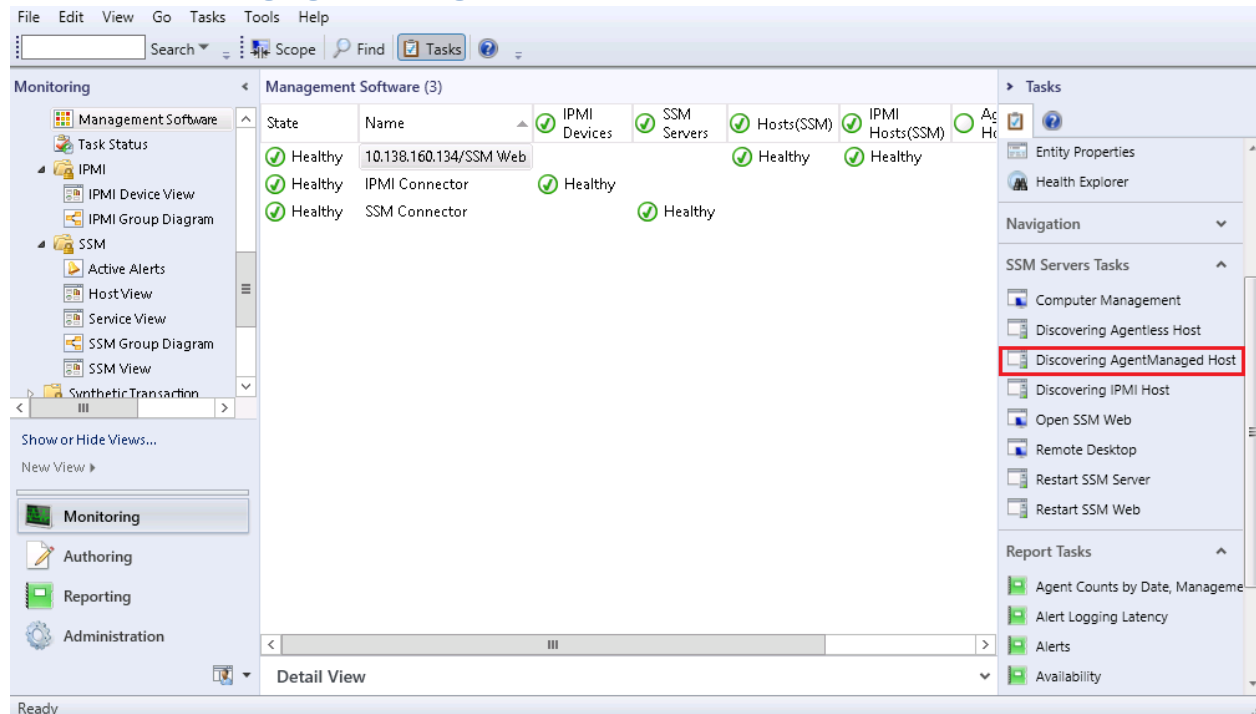 File Edit View Go Tasks Tools Help
Search Scope Find Tasks
Monitoring
Management Software
Task Status
IPMI
IPMI Device View
IPMI Group Diagram
SSM
Active Alerts
Host View
Service View
SSM Group Diagram
SSM View
Synthetic Transaction
Show or Hide Views...
New View
Monitoring
Authoring
Reporting
Administration
Management Software (3)
State Name IPMI Devices SSM Servers Hosts(SSM) IPMI Hosts(SSM)
Healthy 10.138.160.134/SSM Web Healthy Healthy
Healthy IPMI Connector Healthy
Healthy SSM Connector Healthy
Detail View
Tasks
Entity Properties
Health Explorer
Navigation
SSM Servers Tasks
Computer Management
Discovering Agentless Host
Discovering AgentManaged Host
Discovering IPMI Host
Open SSM Web
Remote Desktop
Restart SSM Server
Restart SSM Web
Report Tasks
Agent Counts by Date, Manageme
Alert Logging Latency
Alerts
Availability
Ready